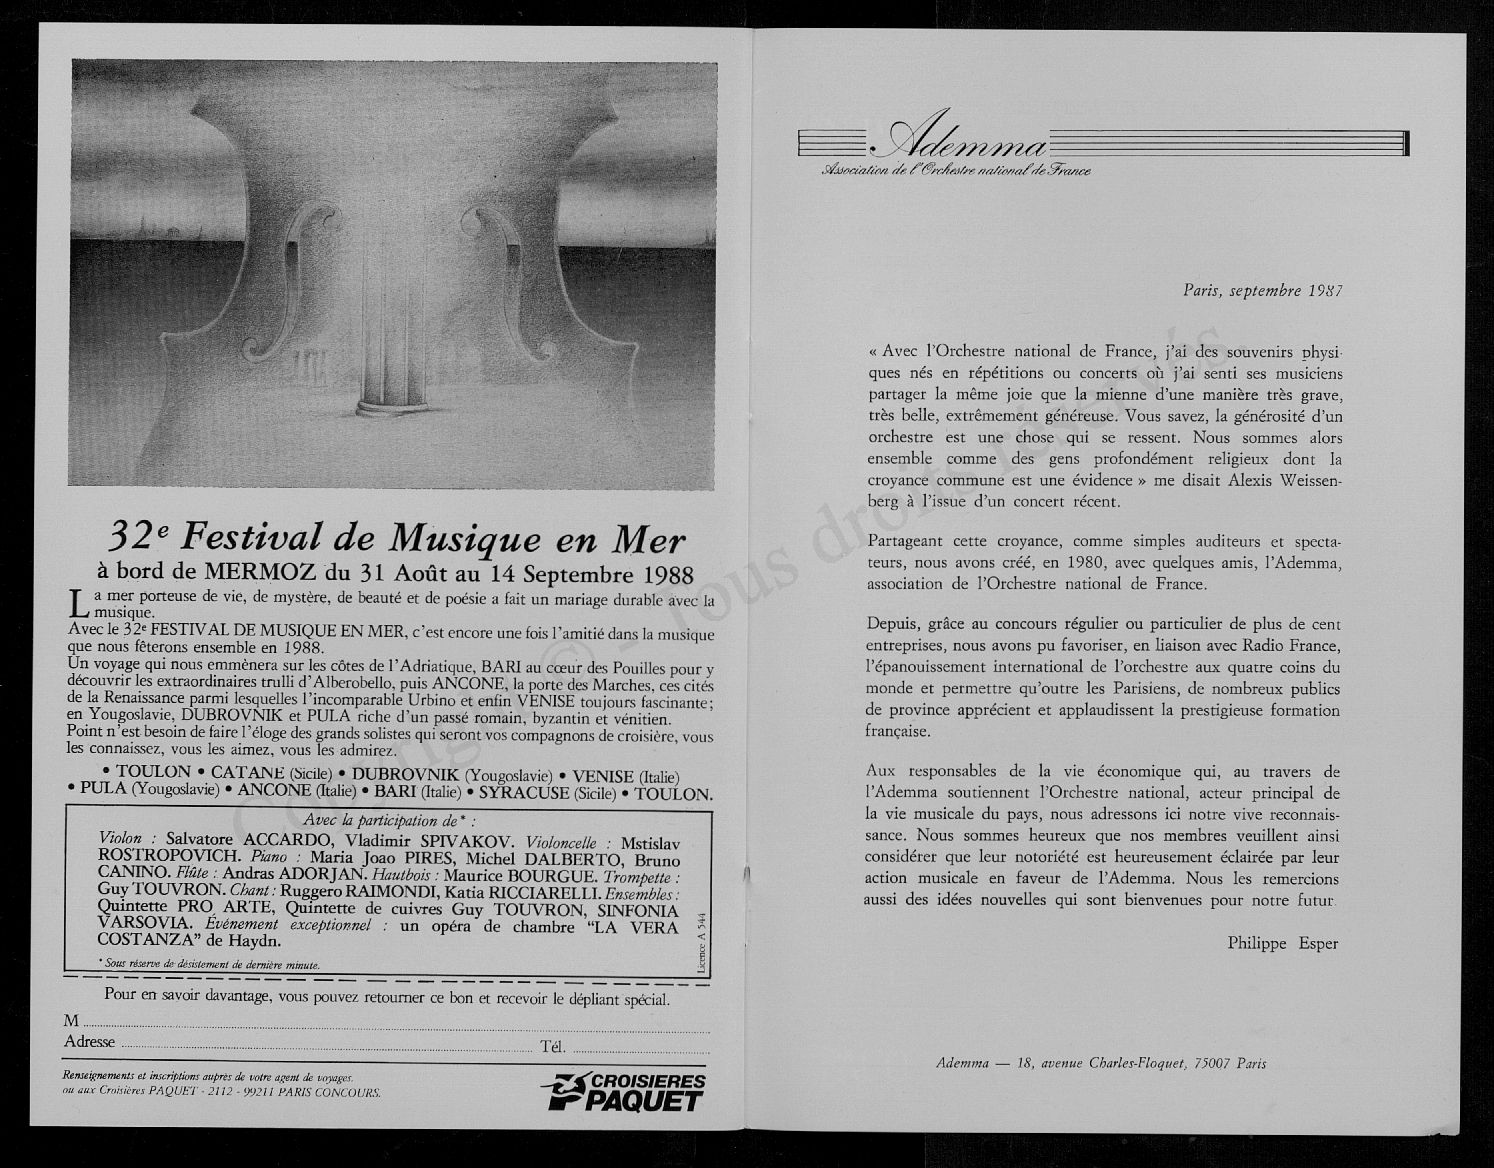 32e Festival de Musique en Mer
à bord de MERMOZ du 31 Août au 14 Septembre 1988
La mer porteuse de vie, de mystère, de beauté et de poésie a fait un mariage durable avec la
musique.
Avec le 32e FESTIVAL DE MUSIQUE EN MER, c'est encore une fois l'amitié dans la musique
que nous fêterons ensemble en 1988.
Un voyage qui nous emmènera sur les côtes de l'Adriatique, BARI au cœur des Pouilles pour y
découvrir les extraordinaires trulli d'Alberobello, puis ANCONE, la porte des Marches, ces cités
de la Renaissance parmi lesquelles l'incomparable Urbino et enfin VENISE toujours fascinante;
en Yougoslavie, DUBROVNIK et PULA riche d'un passé romain, byzantin et vénitien.
Point n'est besoin de faire l'éloge des grands solistes qui seront vos compagnons de croisière, vous
les connaissez, vous les aimez, vous les admirez.
• TOULON • CATANE (Sicile) • DUBROVNIK (Yougoslavie) • VENISE (Italie)
• PULA (Yougoslavie) • ANCONE (Italie) • BARI (Italie) • SYRACUSE (Sicile) • TOULON.
Avec la participation de* :
Violon : Salvatore ACCARDO, Vladimir SPIVAKOV. Violoncelle : Mstislav
ROSTROPOVICH. Piano : Maria Joao PIRES, Michel DALBERTO, Bruno
CANINO. Flûte : Andras ADORJAN. Hautbois : Maurice BOURGUE. Trompette :
Guy TOUVRON. Chant : Ruggero RAIMONDI, Katia RICCIARELLI. Ensembles :
Quintette PRO ARTE, Quintette de cuivres Guy TOUVRON, SINFONIA
VARSOVIA. Événement exceptionnel : un opéra de chambre "LA VERA
COSTANZA" de Haydn.
* Sous réserve de désistement de dernière minute.
Licence A 544
Pour en savoir davantage, vous pouvez retourner ce bon et recevoir le dépliant spécial.
M
Adresse Tél.
Renseignements et inscriptions auprès de votre agent de voyages.
ou aux Croisières PAQUET - 2112 - 99211 PARIS CONCOURS.
CROISIERES
PAQUET
Ademma
Association de l'Orchestre national de France
Paris, septembre 1987
« Avec l'Orchestre national de France, j'ai des souvenirs physi-
ques nés en répétitions ou concerts où j'ai senti ses musiciens
partager la même joie que la mienne d'une manière très grave,
très belle, extrêmement généreuse. Vous savez, la générosité d'un
orchestre est une chose qui se ressent. Nous sommes alors
ensemble comme des gens profondément religieux dont la
croyance commune est une évidence » me disait Alexis Weissen-
berg à l'issue d'un concert récent.
Partageant cette croyance, comme simples auditeurs et specta-
teurs, nous avons créé, en 1980, avec quelques amis, l'Ademma,
association de l'Orchestre national de France.
Depuis, grâce au concours régulier ou particulier de plus de cent
entreprises, nous avons pu favoriser, en liaison avec Radio France,
l'épanouissement international de l'orchestre aux quatre coins du
monde et permettre qu'outre les Parisiens, de nombreux publics
de province apprécient et applaudissent la prestigieuse formation
française.
Aux responsables de la vie économique qui, au travers de
l'Ademma soutiennent l'Orchestre national, acteur principal de
la vie musicale du pays, nous adressons ici notre vive reconnais-
sance. Nous sommes heureux que nos membres veuillent ainsi
considérer que leur notoriété est heureusement éclairée par leur
action musicale en faveur de l'Ademma. Nous les remercions
aussi des idées nouvelles qui sont bienvenues pour notre futur.
Philippe Esper
Ademma — 18, avenue Charles-Floquet, 75007 Paris
Copyright © Tous droits réservés.